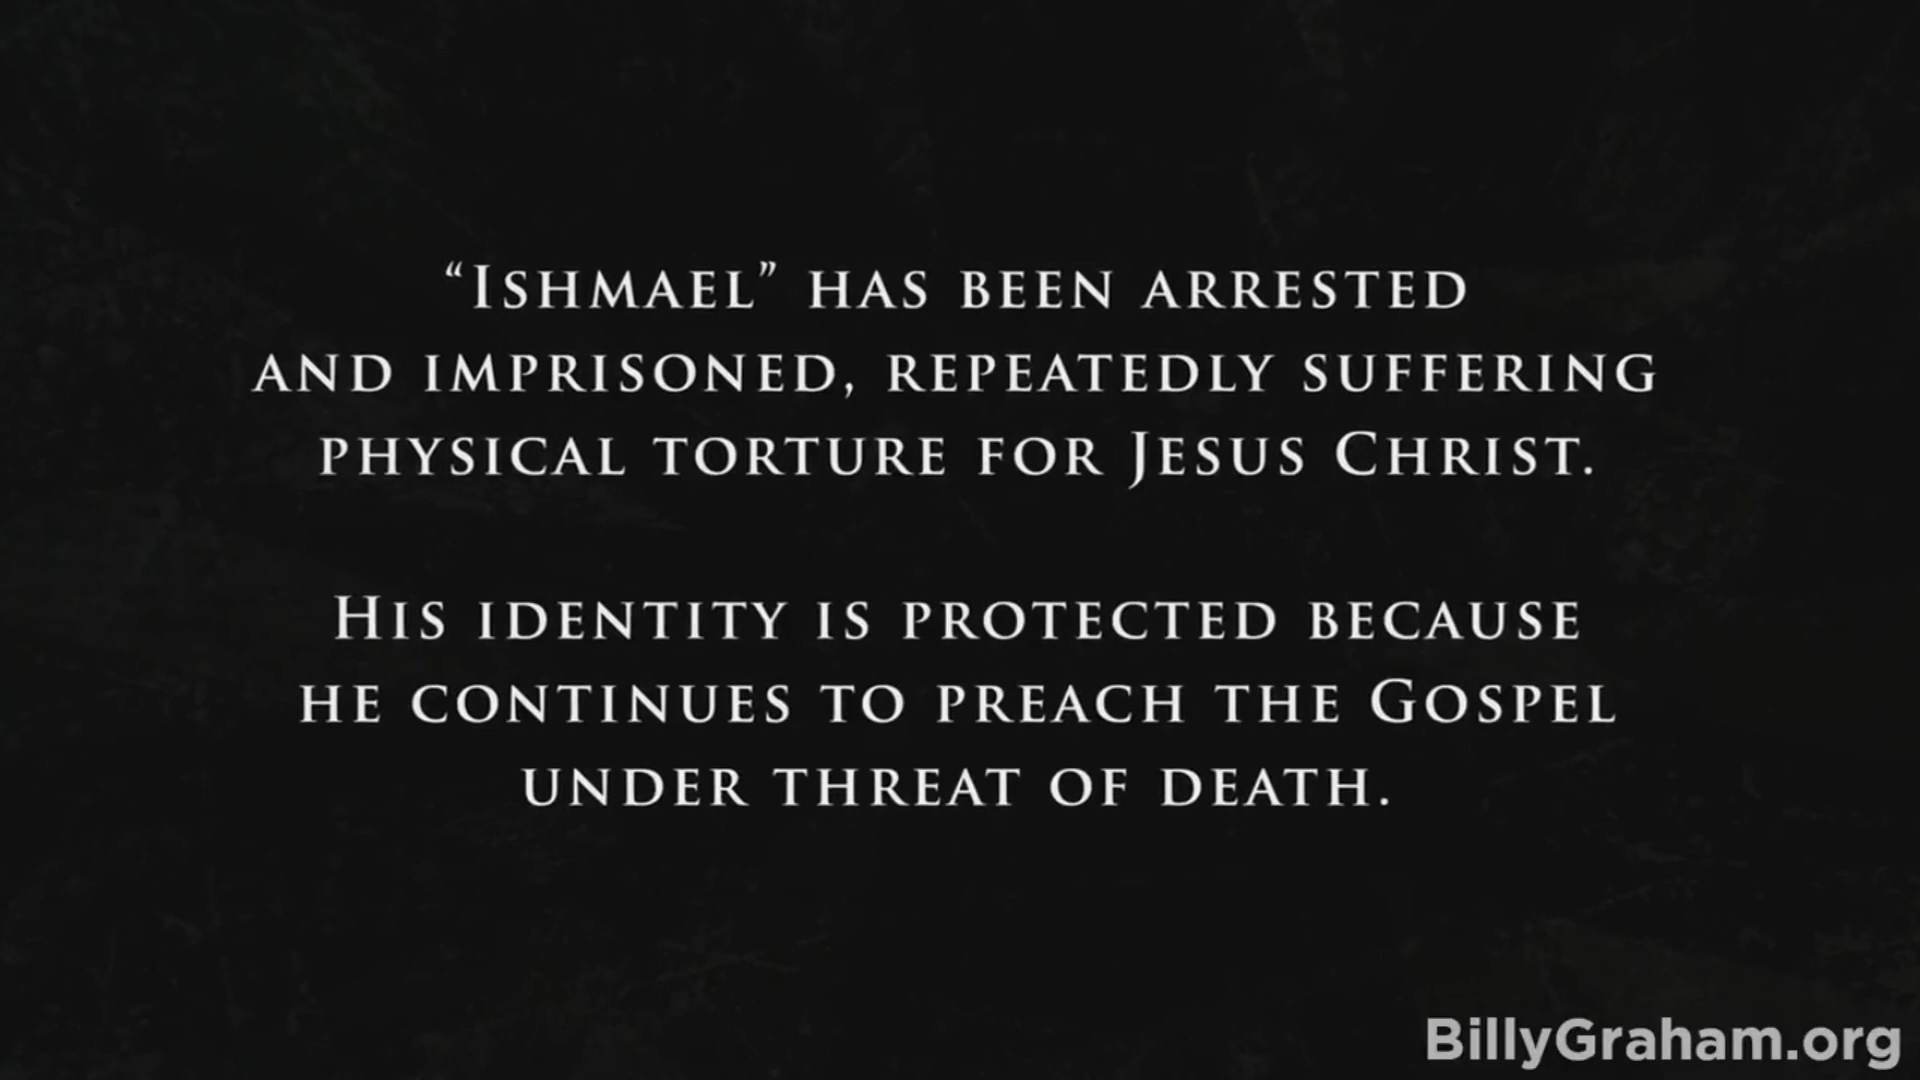 “Ishmael” has been arrested
and imprisoned, repeatedly suffering
physical torture for Jesus Christ.
His identity is protected because
he continues to preach the Gospel
under threat of death.
BillyGraham.org